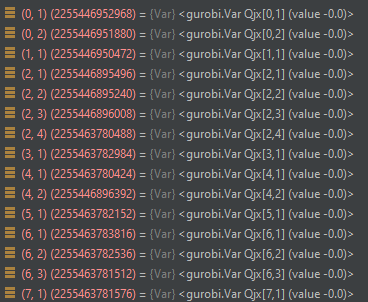 (0, 1) (2255446952968) = {Var} <gurobi.Var Qjx[0,1] (value -0.0)>
(0, 2) (2255446951880) = {Var} <gurobi.Var Qjx[0,2] (value -0.0)>
(1, 1) (2255446950472) = {Var} <gurobi.Var Qjx[1,1] (value -0.0)>
(2, 1) (2255446895496) = {Var} <gurobi.Var Qjx[2,1] (value -0.0)>
(2, 2) (2255446895240) = {Var} <gurobi.Var Qjx[2,2] (value -0.0)>
(2, 3) (2255446896008) = {Var} <gurobi.Var Qjx[2,3] (value -0.0)>
(2, 4) (2255463780488) = {Var} <gurobi.Var Qjx[2,4] (value -0.0)>
(3, 1) (2255463782984) = {Var} <gurobi.Var Qjx[3,1] (value -0.0)>
(4, 1) (2255463780424) = {Var} <gurobi.Var Qjx[4,1] (value -0.0)>
(4, 2) (2255446896392) = {Var} <gurobi.Var Qjx[4,2] (value -0.0)>
(5, 1) (2255463782152) = {Var} <gurobi.Var Qjx[5,1] (value -0.0)>
(6, 1) (2255463783816) = {Var} <gurobi.Var Qjx[6,1] (value -0.0)>
(6, 2) (2255463782536) = {Var} <gurobi.Var Qjx[6,2] (value -0.0)>
(6, 3) (2255463781512) = {Var} <gurobi.Var Qjx[6,3] (value -0.0)>
(7, 1) (2255463781576) = {Var} <gurobi.Var Qjx[7,1] (value -0.0)>